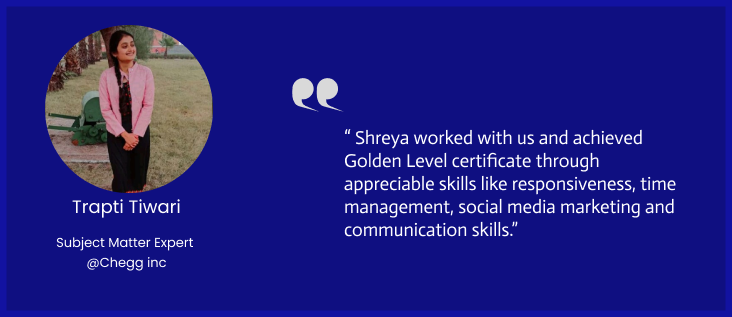 Trapti Tiwari
Subject Matter Expert
@Chegg inc
“ Shreya worked with us and achieved
Golden Level certificate through
appreciable skills like responsiveness, time
management, social media marketing and
communication skills.”